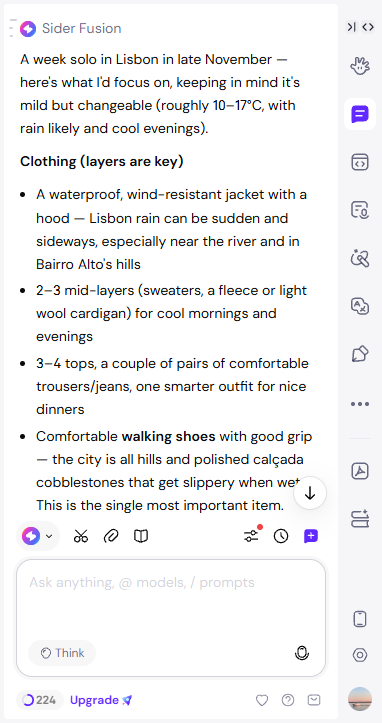 Sider Fusion
A week solo in Lisbon in late November —
here's what I'd focus on, keeping in mind it's
mild but changeable (roughly 10–17°C, with
rain likely and cool evenings).
Clothing (layers are key)
• A waterproof, wind-resistant jacket with a
hood — Lisbon rain can be sudden and
sideways, especially near the river and in
Bairro Alto's hills
• 2–3 mid-layers (sweaters, a fleece or light
wool cardigan) for cool mornings and
evenings
• 3–4 tops, a couple of pairs of comfortable
trousers/jeans, one smarter outfit for nice
dinners
• Comfortable walking shoes with good grip
— the city is all hills and polished calçada
cobblestones that get slippery when wet.
This is the single most important item.
Ask anything, @ models, / prompts
Think
224 Upgrade